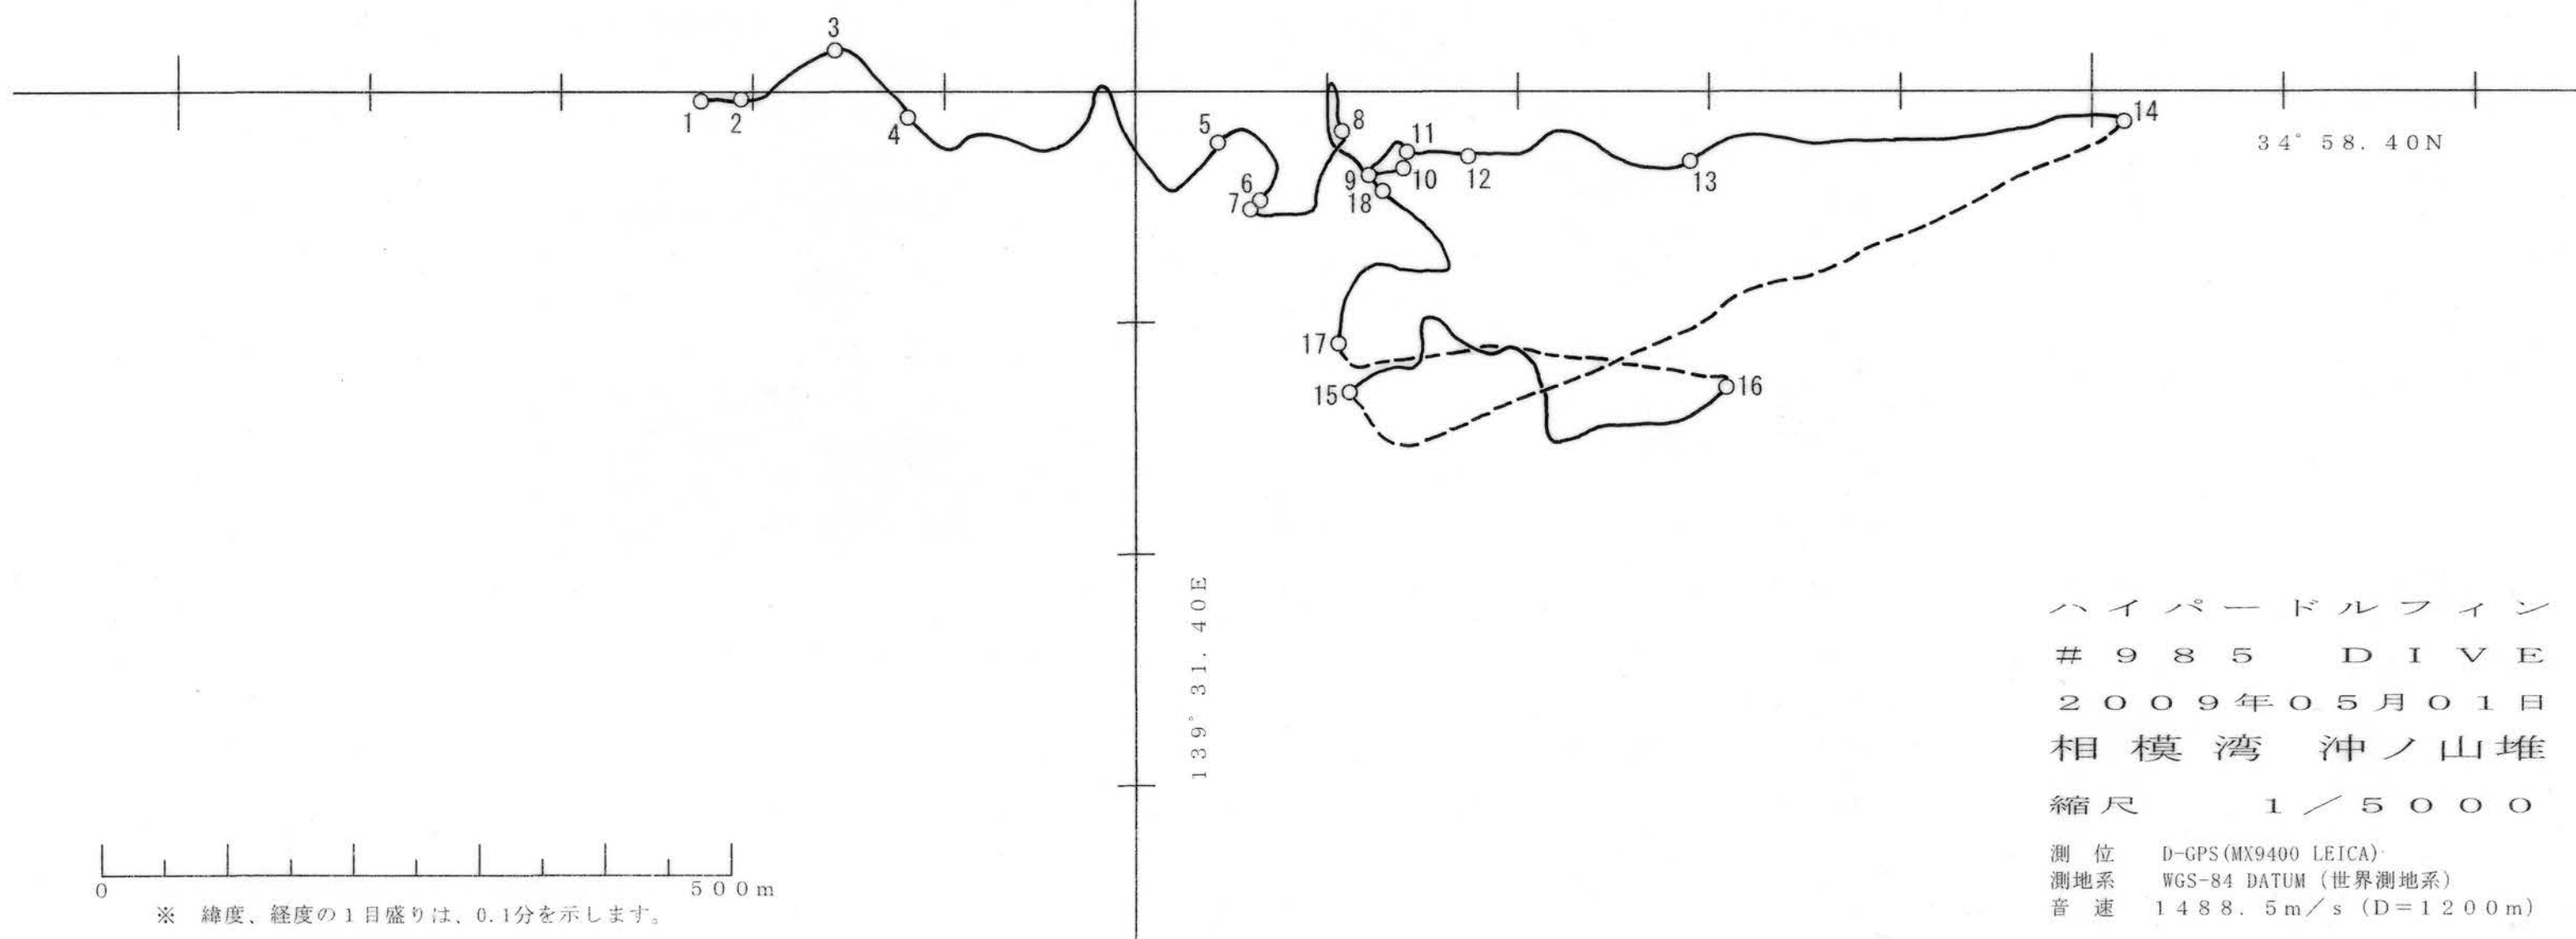 3
1
2
4
5
6
7
8
9
10
11
12
13
14
15
16
17
18
34°58.40N
139°31.40E
ハイパードルフィン
#985 DIVE
2009年05月01日
相模湾 沖ノ山堆
縮尺 1/5000
測位 D-GPS(MX9400 LEICA)
測地系 WGS-84 DATUM (世界測地系)
音速 1488.5m/s (D=1200m)
0 500m
※ 緯度、経度の1目盛りは、0.1分を示します。